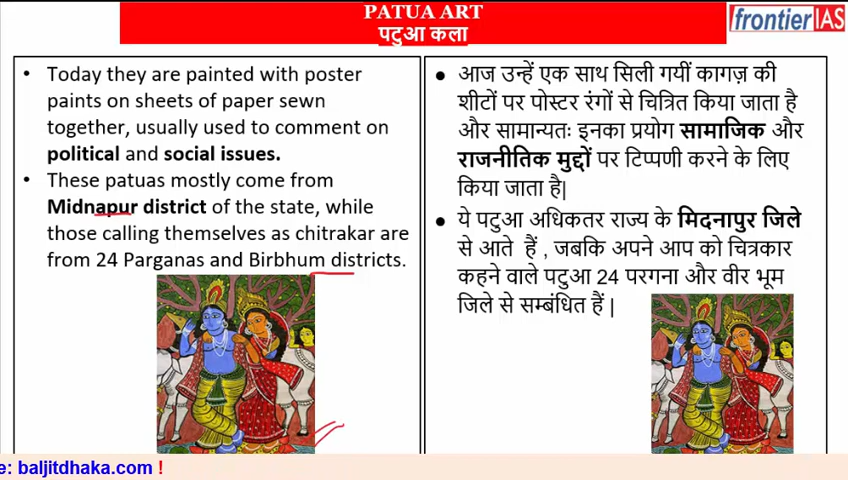 PATUA ART
पटुआ कला
frontierIAS
• Today they are painted with poster
paints on sheets of paper sewn
together, usually used to comment on
political and social issues.
• These patuas mostly come from
Midnapur district of the state, while
those calling themselves as chitrakar are
from 24 Parganas and Birbhum districts.
• आज उन्हें एक साथ सिली गयीं कागज़ की
शीटों पर पोस्टर रंगों से चित्रित किया जाता है
और सामान्यतः इनका प्रयोग सामाजिक और
राजनीतिक मुद्दों पर टिप्पणी करने के लिए
किया जाता है|
• ये पटुआ अधिकतर राज्य के मिदनापुर जिले
से आते हैं , जबकि अपने आप को चित्रकार
कहने वाले पटुआ 24 परगना और वीर भूम
जिले से सम्बंधित हैं |
e: baljitdhaka.com !